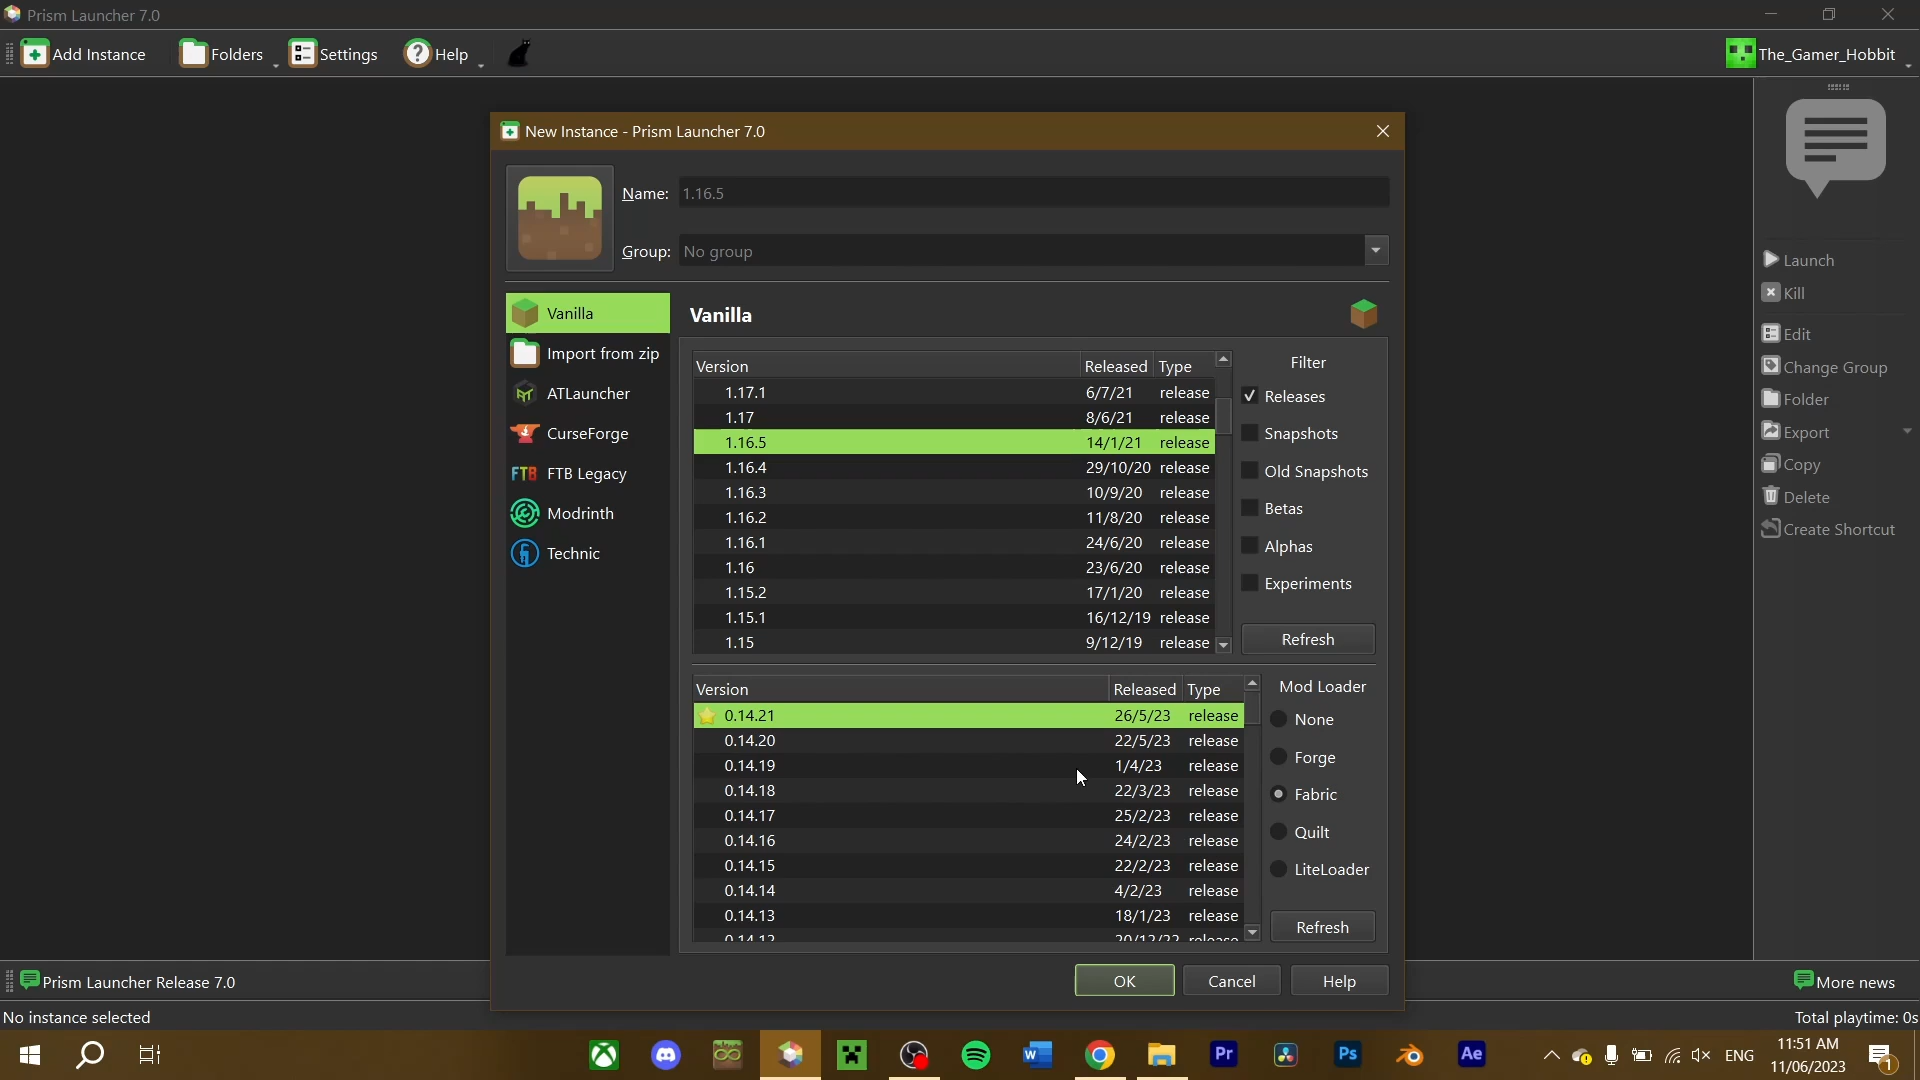 Prism Launcher 7.0
Add Instance
Folders
Settings
Help
The_Gamer_Hobbit
New Instance - Prism Launcher 7.0
Name:
1.16.5
Group:
No group
Vanilla
Import from zip
ATLauncher
CurseForge
FTB
FTB Legacy
Modrinth
Technic
Vanilla
Version Released Type
1.17.1 6/7/21 release
1.17 8/6/21 release
1.16.5 14/1/21 release
1.16.4 29/10/20 release
1.16.3 10/9/20 release
1.16.2 11/8/20 release
1.16.1 24/6/20 release
1.16 23/6/20 release
1.15.2 17/1/20 release
1.15.1 16/12/19 release
1.15 9/12/19 release
Filter
Releases
Snapshots
Old Snapshots
Betas
Alphas
Experiments
Refresh
Version Released Type
0.14.21 26/5/23 release
0.14.20 22/5/23 release
0.14.19 1/4/23 release
0.14.18 22/3/23 release
0.14.17 25/2/23 release
0.14.16 24/2/23 release
0.14.15 22/2/23 release
0.14.14 4/2/23 release
0.14.13 18/1/23 release
0.14.12 20/12/22 release
Mod Loader
None
Forge
Fabric
Quilt
LiteLoader
Refresh
OK
Cancel
Help
Launch
Kill
Edit
Change Group
Folder
Export
Copy
Delete
Create Shortcut
Prism Launcher Release 7.0
More news
No instance selected
Total playtime: 0s
W
Pr
Ps
Ae
ENG
11:51 AM
11/06/2023
1